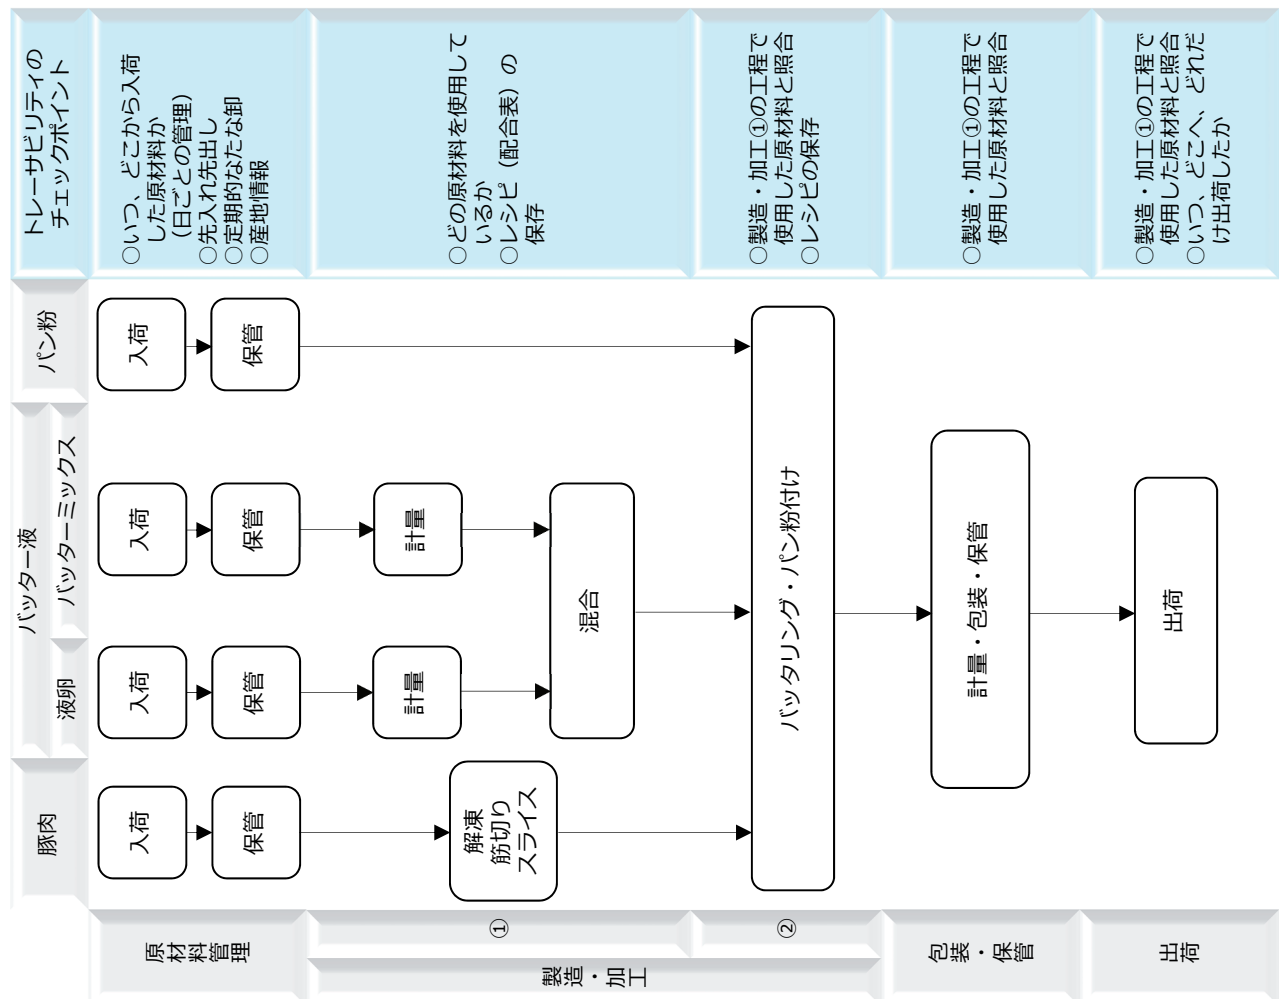 豚肉
バッター液
液卵
バッターミックス
パン粉
トレーサビリティの
チェックポイント
原材料管理
入荷
入荷
入荷
入荷
保管
保管
保管
保管
○いつ、どこから入荷
した原材料か
(日ごとの管理)
○先入れ先出し
○定期的なたな卸
○産地情報
製造・加工
①
計量
計量
解凍
筋切り
スライス
混合
○どの原材料を使用して
いるか
○レシピ(配合表)の
保存
②
バッタリング・パン粉付け
○製造・加工①の工程で
使用した原材料と照合
○レシピの保存
包装・保管
計量・包装・保管
○製造・加工①の工程で
使用した原材料と照合
出荷
出荷
○製造・加工①の工程で
使用した原材料と照合
○いつ、どこへ、どれだ
け出荷したか